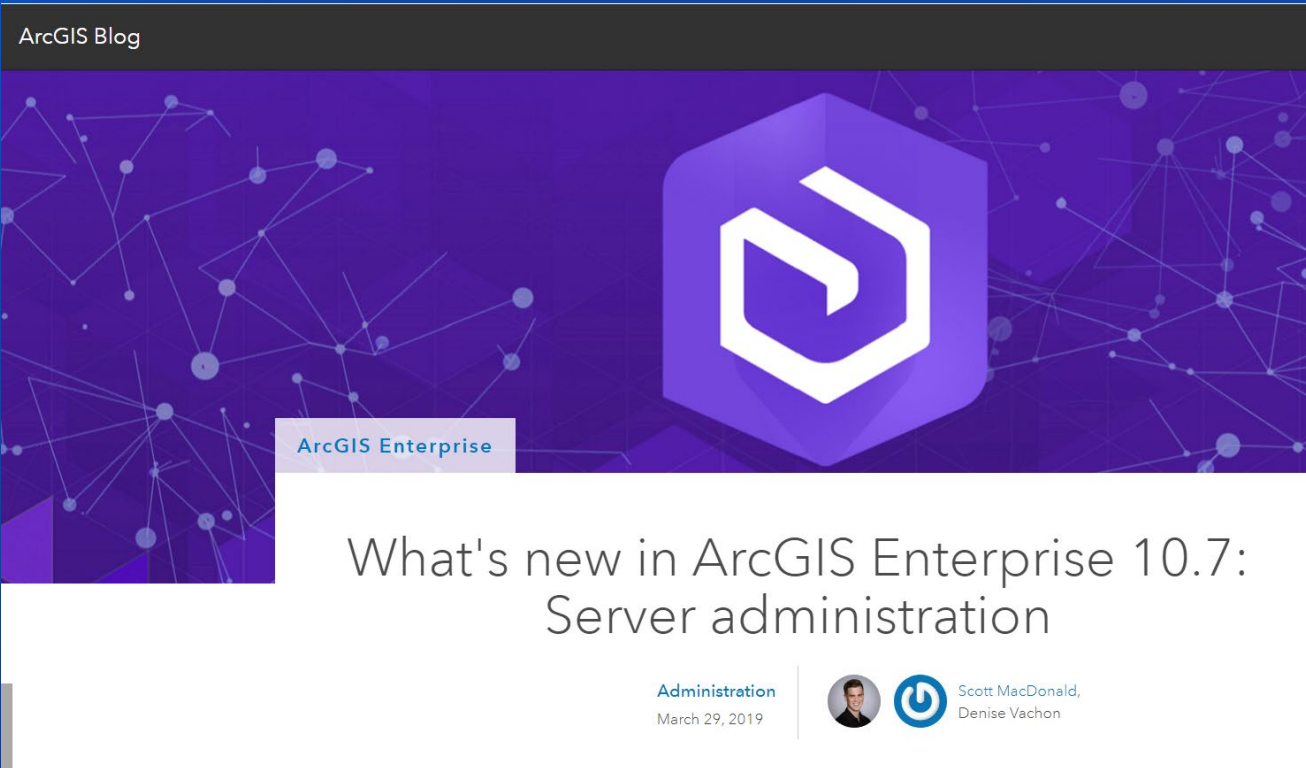 ArcGIS Blog
ArcGIS Enterprise
What's new in ArcGIS Enterprise 10.7:
Server administration
Administration
March 29, 2019
Scott MacDonald,
Denise Vachon